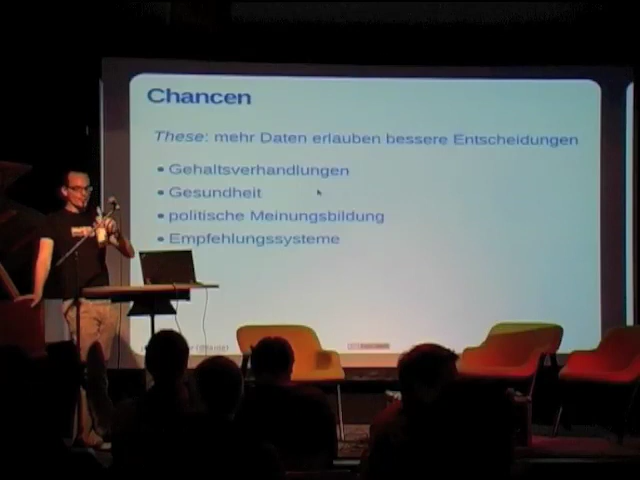 Chancen
These: mehr Daten erlauben bessere Entscheidungen
• Gehaltsverhandlungen
• Gesundheit
• politische Meinungsbildung
• Empfehlungssysteme